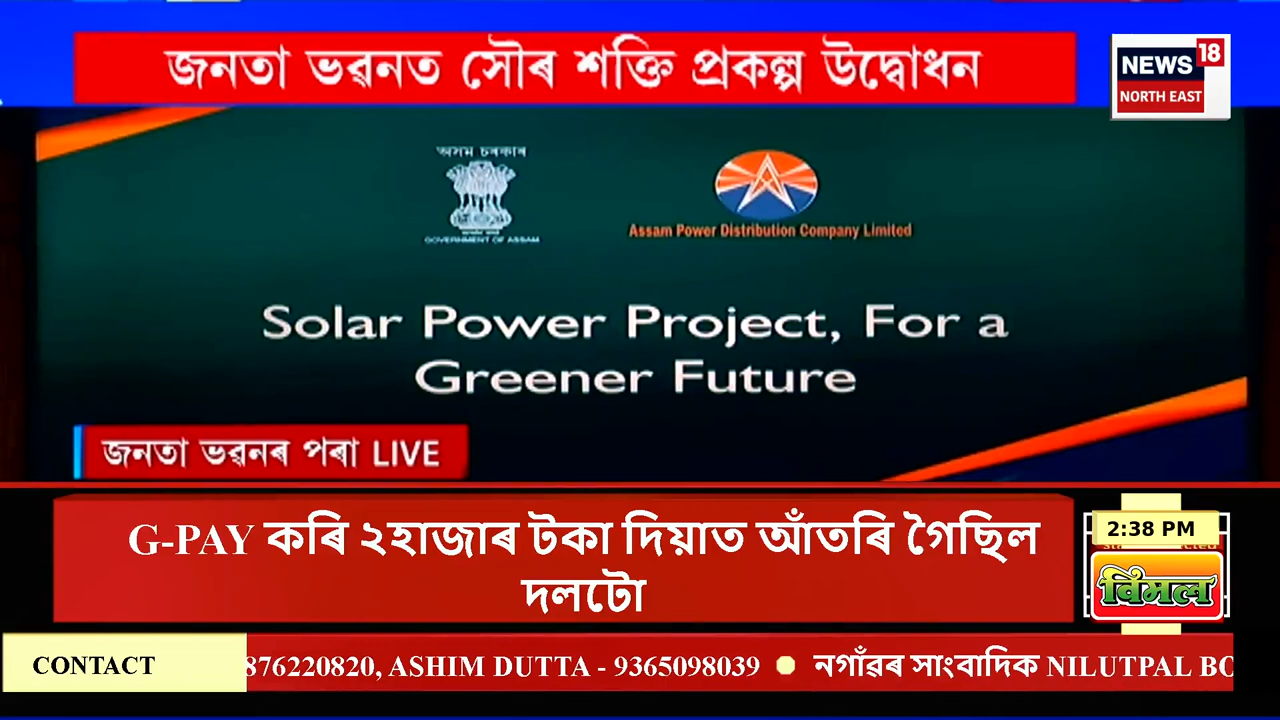 জনতা ভৱনত সৌৰ শক্তি প্ৰকল্প উদ্বোধন
NEWS 18
NORTH EAST
অসম চৰকাৰ
GOVERNMENT OF ASSAM
Assam Power Distribution Company Limited
Solar Power Project, For a
Greener Future
জনতা ভৱনৰ পৰা LIVE
G-PAY কৰি ২হাজাৰ টকা দিয়াত আঁতৰি গৈছিল
দলটো
2:38 PM
বিমল
CONTACT
876220820, ASHIM DUTTA - 9365098039 নগাঁৱৰ সাংবাদিক NILUTPAL BO